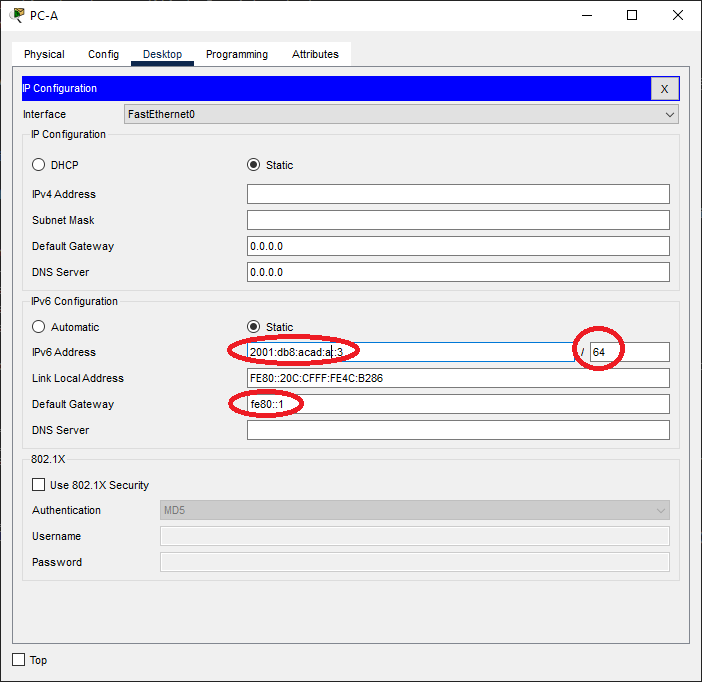 PC-A
Physical Config Desktop Programming Attributes
IP Configuration X
Interface FastEthernet0
IP Configuration
DHCP Static
IPv4 Address
Subnet Mask
Default Gateway 0.0.0.0
DNS Server 0.0.0.0
IPv6 Configuration
Automatic Static
IPv6 Address 2001:db8:acad:a::3 / 64
Link Local Address FE80::20C:CFFF:FE4C:B286
Default Gateway fe80::1
DNS Server
802.1X
Use 802.1X Security
Authentication MD5
Username
Password
Top